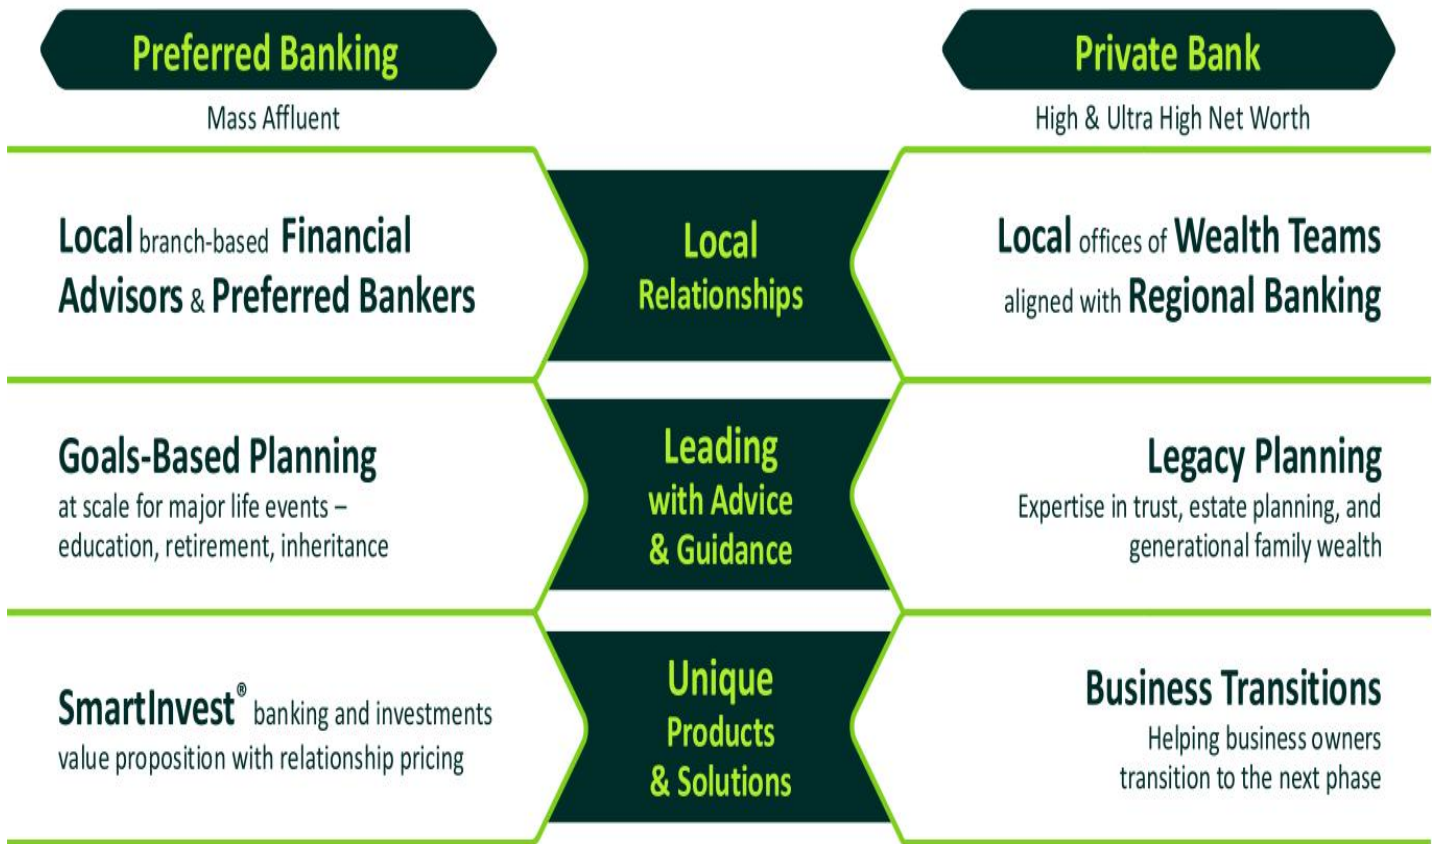 Preferred Banking
Mass Affluent
Private Bank
High & Ultra High Net Worth
Local branch-based Financial
Advisors & Preferred Bankers
Local
Relationships
Local offices of Wealth Teams
aligned with Regional Banking
Goals-Based Planning
at scale for major life events –
education, retirement, inheritance
Leading
with Advice
& Guidance
Legacy Planning
Expertise in trust, estate planning, and
generational family wealth
SmartInvest® banking and investments
value proposition with relationship pricing
Unique
Products
& Solutions
Business Transitions
Helping business owners
transition to the next phase